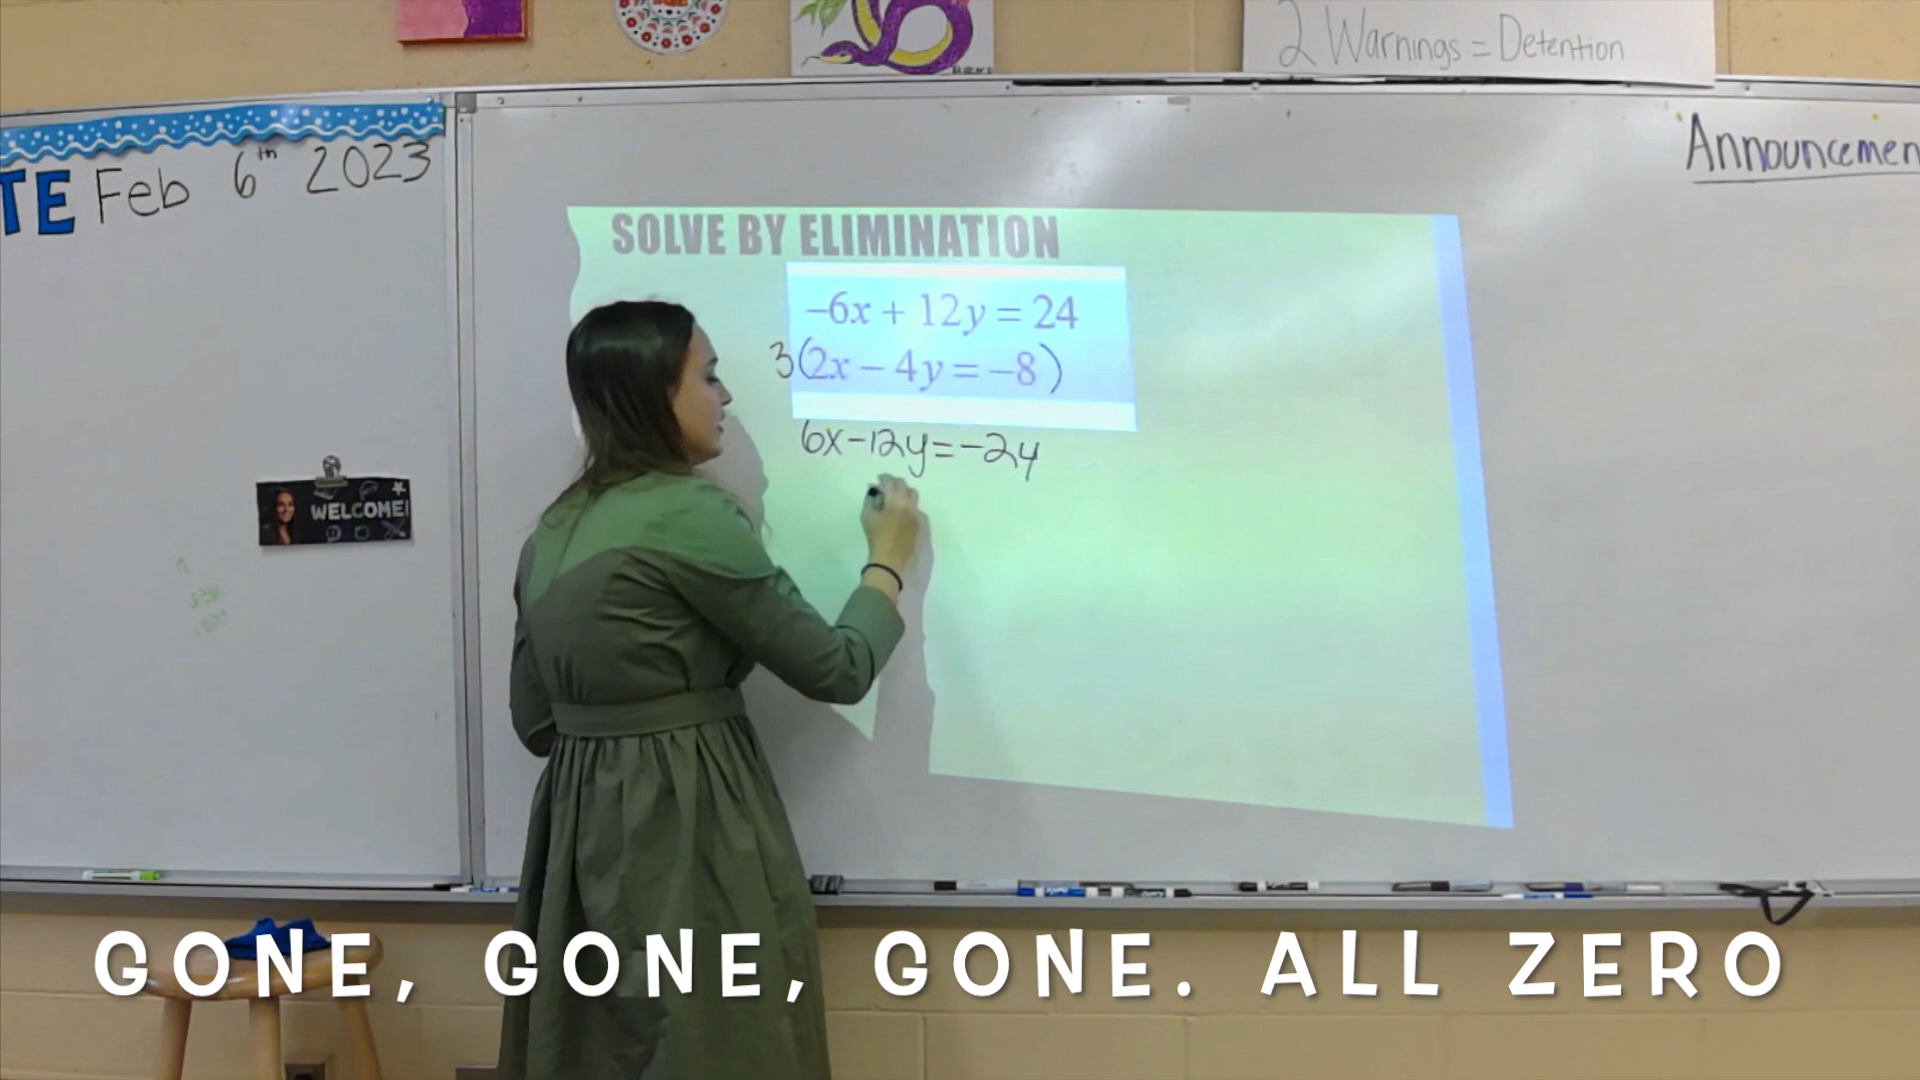 2 Warnings = Detention
TE Feb 6th 2023
Announcemen
SOLVE BY ELIMINATION
-6x + 12y = 24
3(2x - 4y = -8)
6x-12y=-24
WELCOME!
GONE, GONE, GONE. ALL ZERO